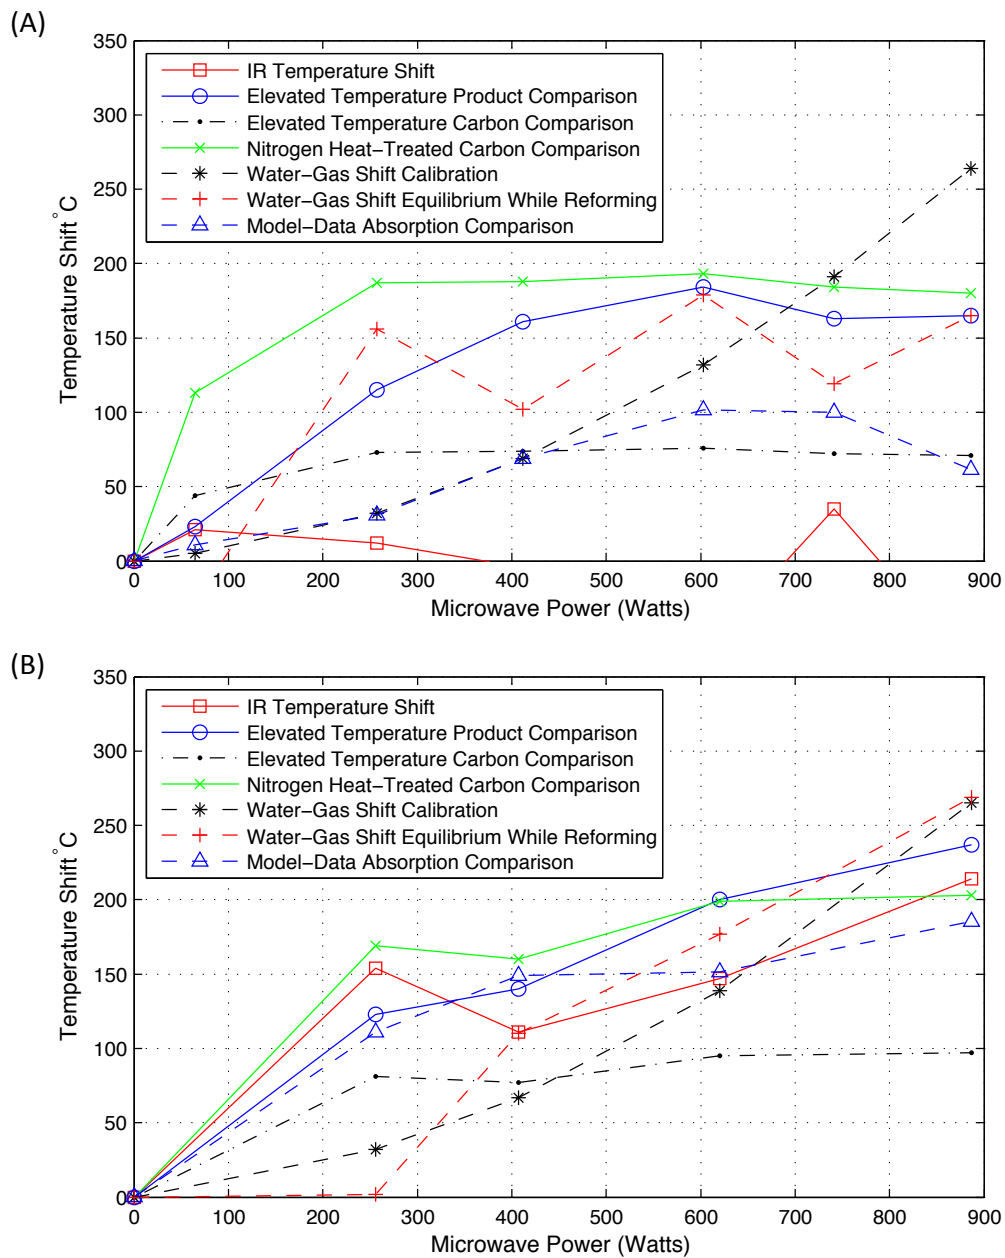 (A)
350
300
250
200
150
100
50
0
Temperature Shift°C
IR Temperature Shift
Elevated Temperature Product Comparison
Elevated Temperature Carbon Comparison
Nitrogen Heat-Treated Carbon Comparison
Water-Gas Shift Calibration
Water-Gas Shift Equilibrium While Reforming
Model-Data Absorption Comparison
0 100 200 300 400 500 600 700 800 900
Microwave Power (Watts)
(B)
350
300
250
200
150
100
50
0
Temperature Shift°C
IR Temperature Shift
Elevated Temperature Product Comparison
Elevated Temperature Carbon Comparison
Nitrogen Heat-Treated Carbon Comparison
Water-Gas Shift Calibration
Water-Gas Shift Equilibrium While Reforming
Model-Data Absorption Comparison
0 100 200 300 400 500 600 700 800 900
Microwave Power (Watts)